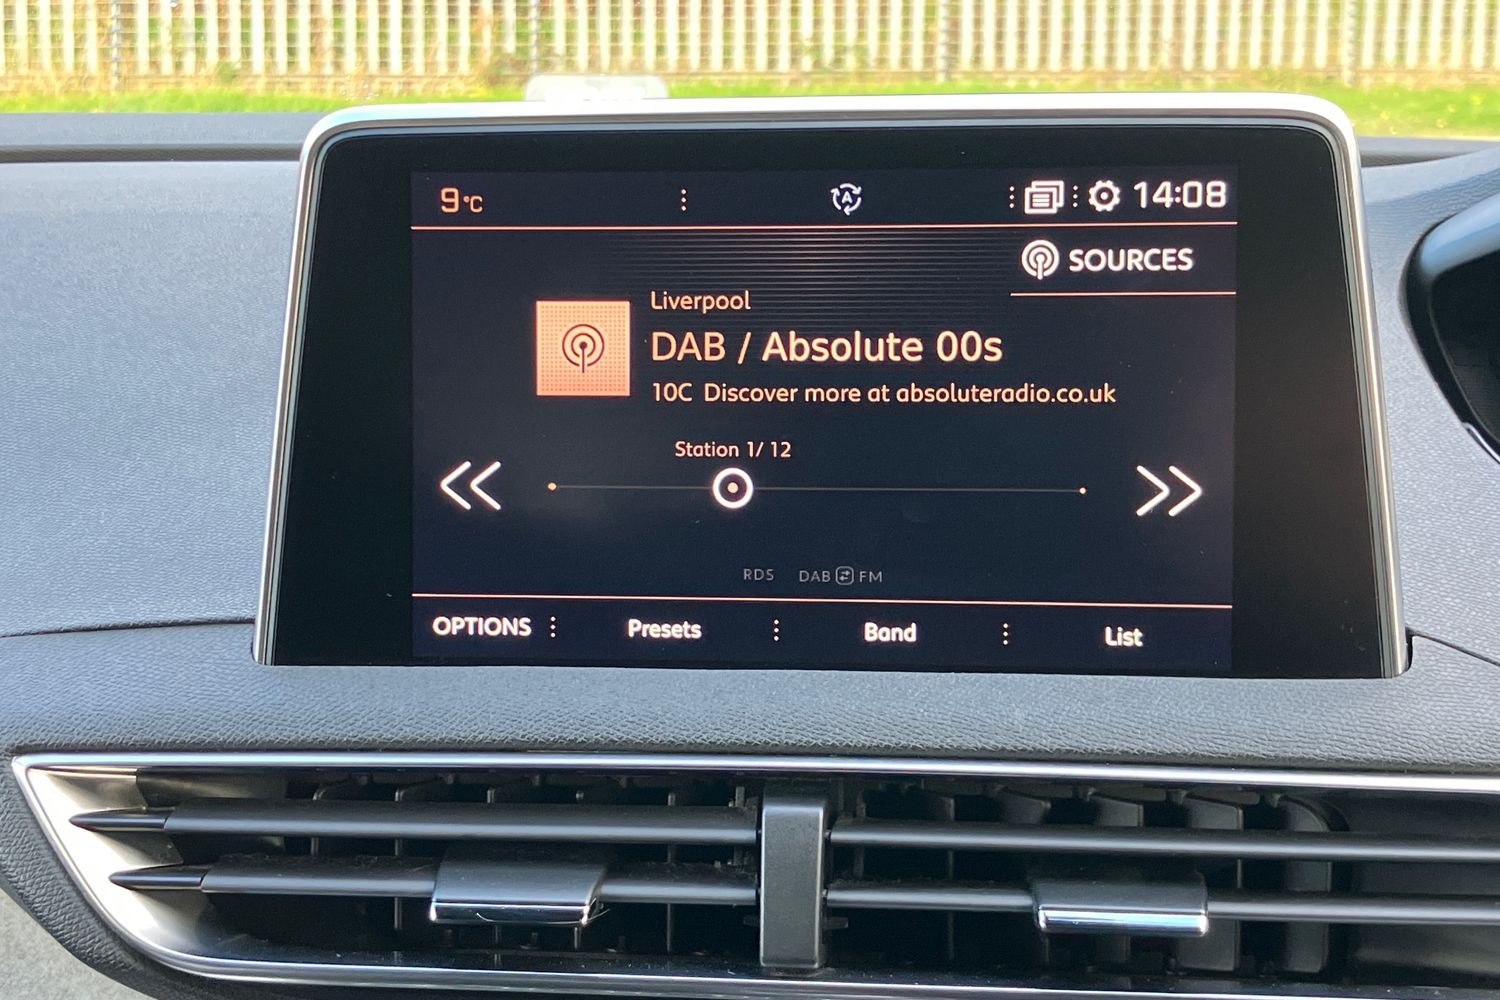 9°C
A
14:08
SOURCES
Liverpool
DAB / Absolute 00s
10C Discover more at absoluteradio.co.uk
Station 1/ 12
RDS DAB FM
OPTIONS Presets Band List